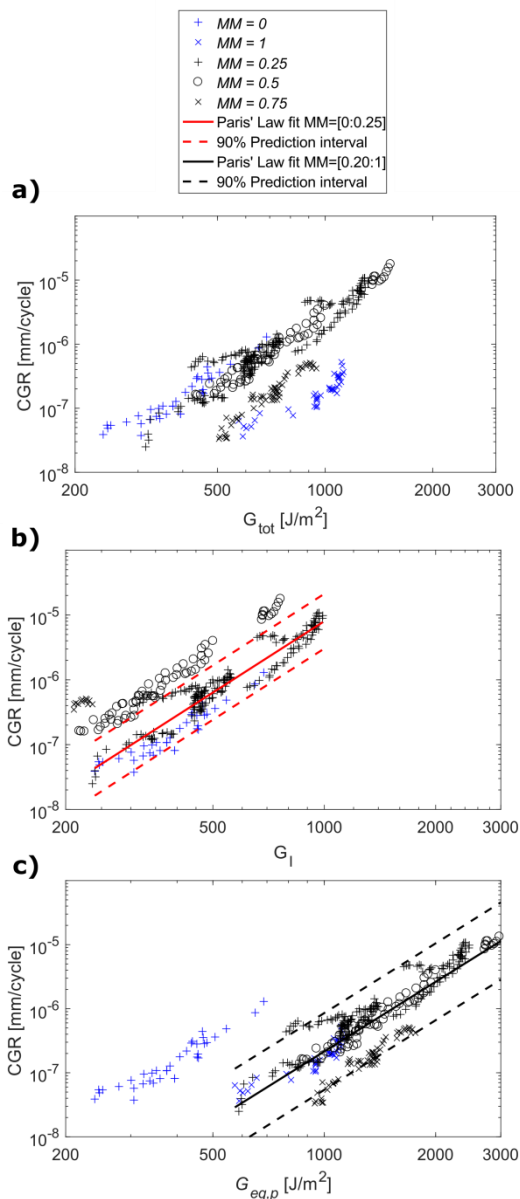 MM = 0
MM = 1
MM = 0.25
MM = 0.5
MM = 0.75
Paris' Law fit MM=[0:0.25]
90% Prediction interval
Paris' Law fit MM=[0.20:1]
90% Prediction interval
a)
CGR [mm/cycle]
10^-5
10^-6
10^-7
10^-8
200 500 1000 2000 3000
G_tot [J/m^2]
b)
CGR [mm/cycle]
10^-5
10^-6
10^-7
10^-8
200 500 1000 2000 3000
G_I
c)
CGR [mm/cycle]
10^-5
10^-6
10^-7
10^-8
200 500 1000 2000 3000
G_eq,p [J/m^2]